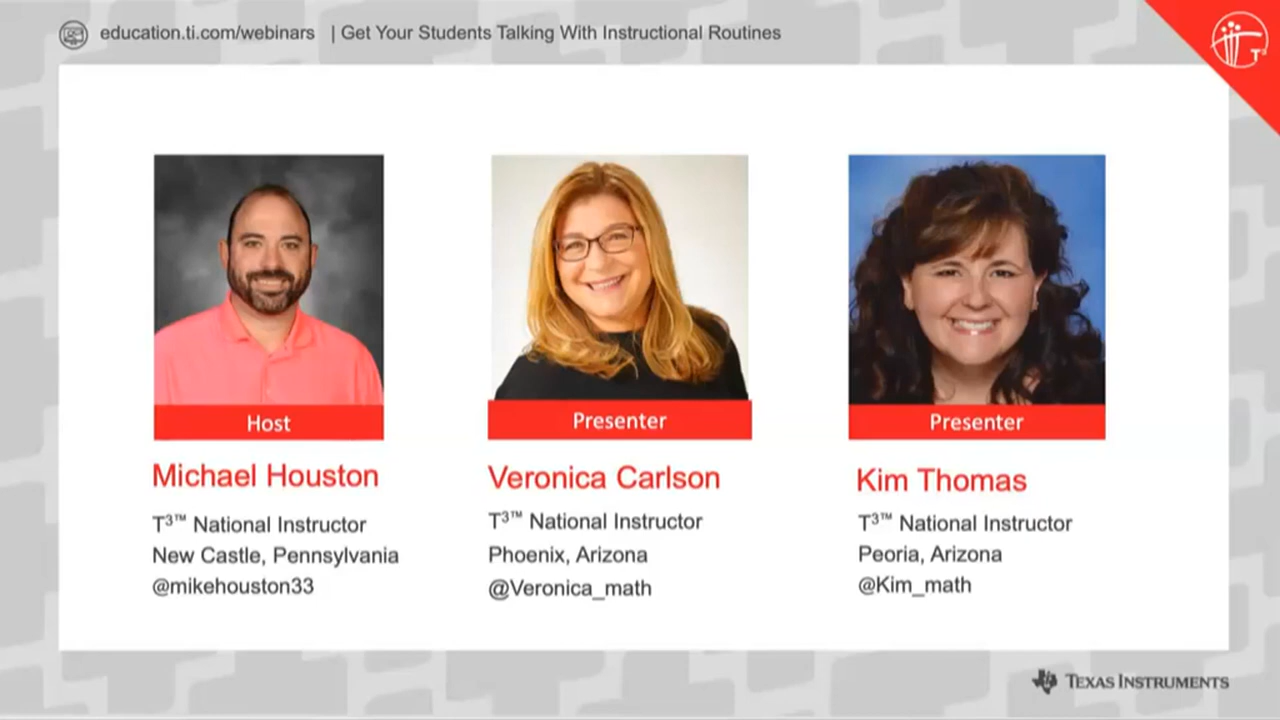 education.ti.com/webinars | Get Your Students Talking With Instructional Routines
T³
Host
Presenter
Presenter
Michael Houston
Veronica Carlson
Kim Thomas
T³™ National Instructor
New Castle, Pennsylvania
@mikehouston33
T³™ National Instructor
Phoenix, Arizona
@Veronica_math
T³™ National Instructor
Peoria, Arizona
@Kim_math
TEXAS INSTRUMENTS